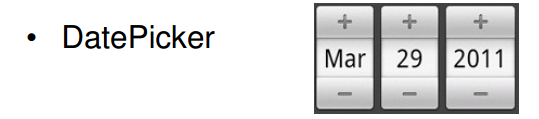 • DatePicker
+ + +
Mar 29 2011
− − −